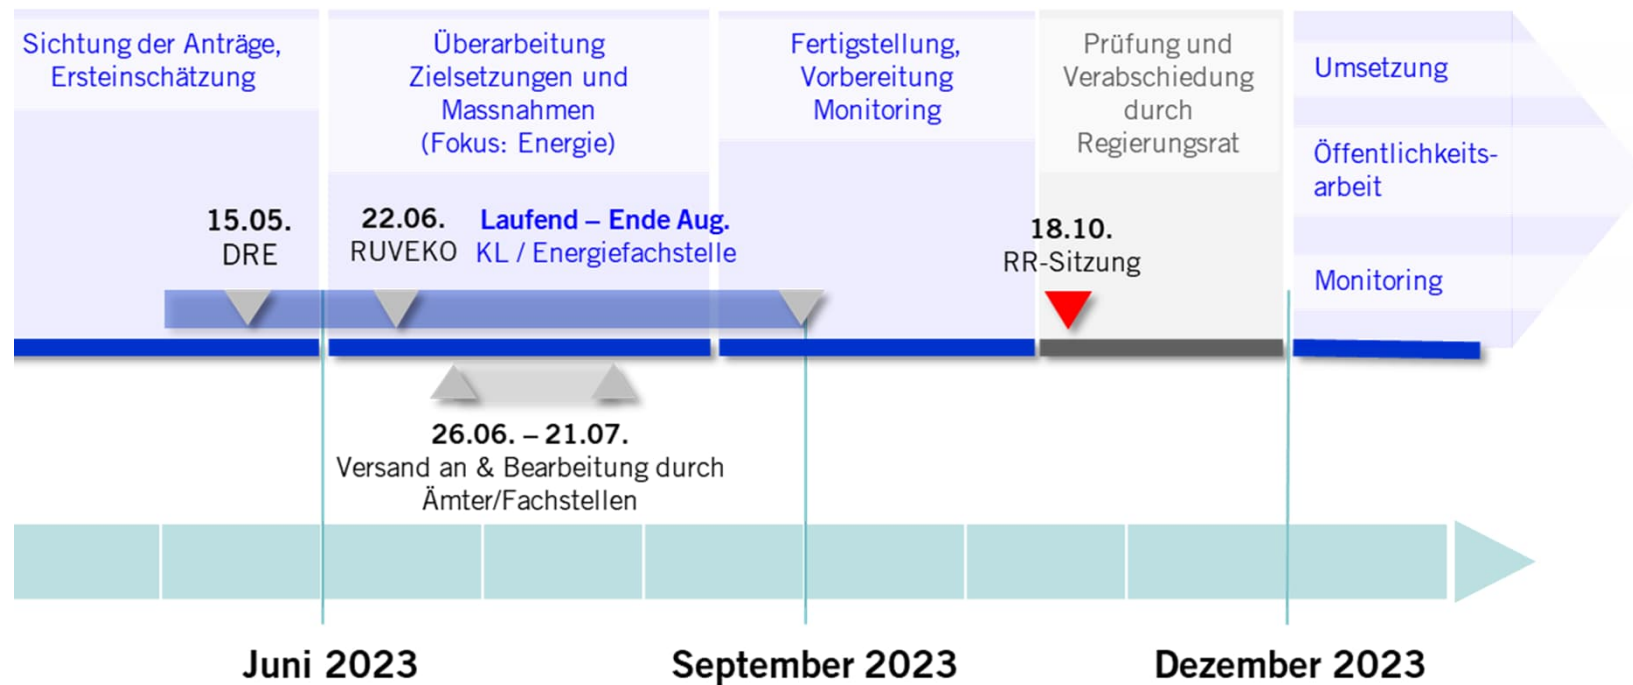 Sichtung der Anträge,
Ersteinschätzung
Überarbeitung
Zielsetzungen und
Massnahmen
(Fokus: Energie)
Fertigstellung,
Vorbereitung
Monitoring
Prüfung und
Verabschiedung
durch
Regierungsrat
Umsetzung
Öffentlichkeits-
arbeit
Monitoring
15.05.
DRE
22.06.
RUVEKO
Laufend – Ende Aug.
KL / Energiefachstelle
18.10.
RR-Sitzung
26.06. – 21.07.
Versand an & Bearbeitung durch
Ämter/Fachstellen
Juni 2023
September 2023
Dezember 2023